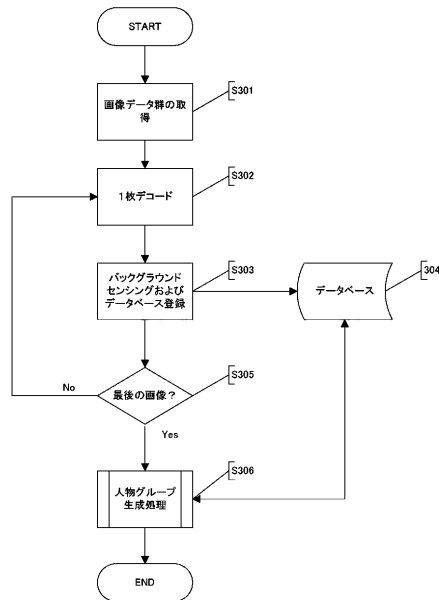 START
画像データ群の取
得
S301
1枚デコード
S302
バックグラウンド
センシングおよび
データベース登録
S303
データベース
304
最後の画像?
S305
No
Yes
人物グループ
生成処理
S306
END